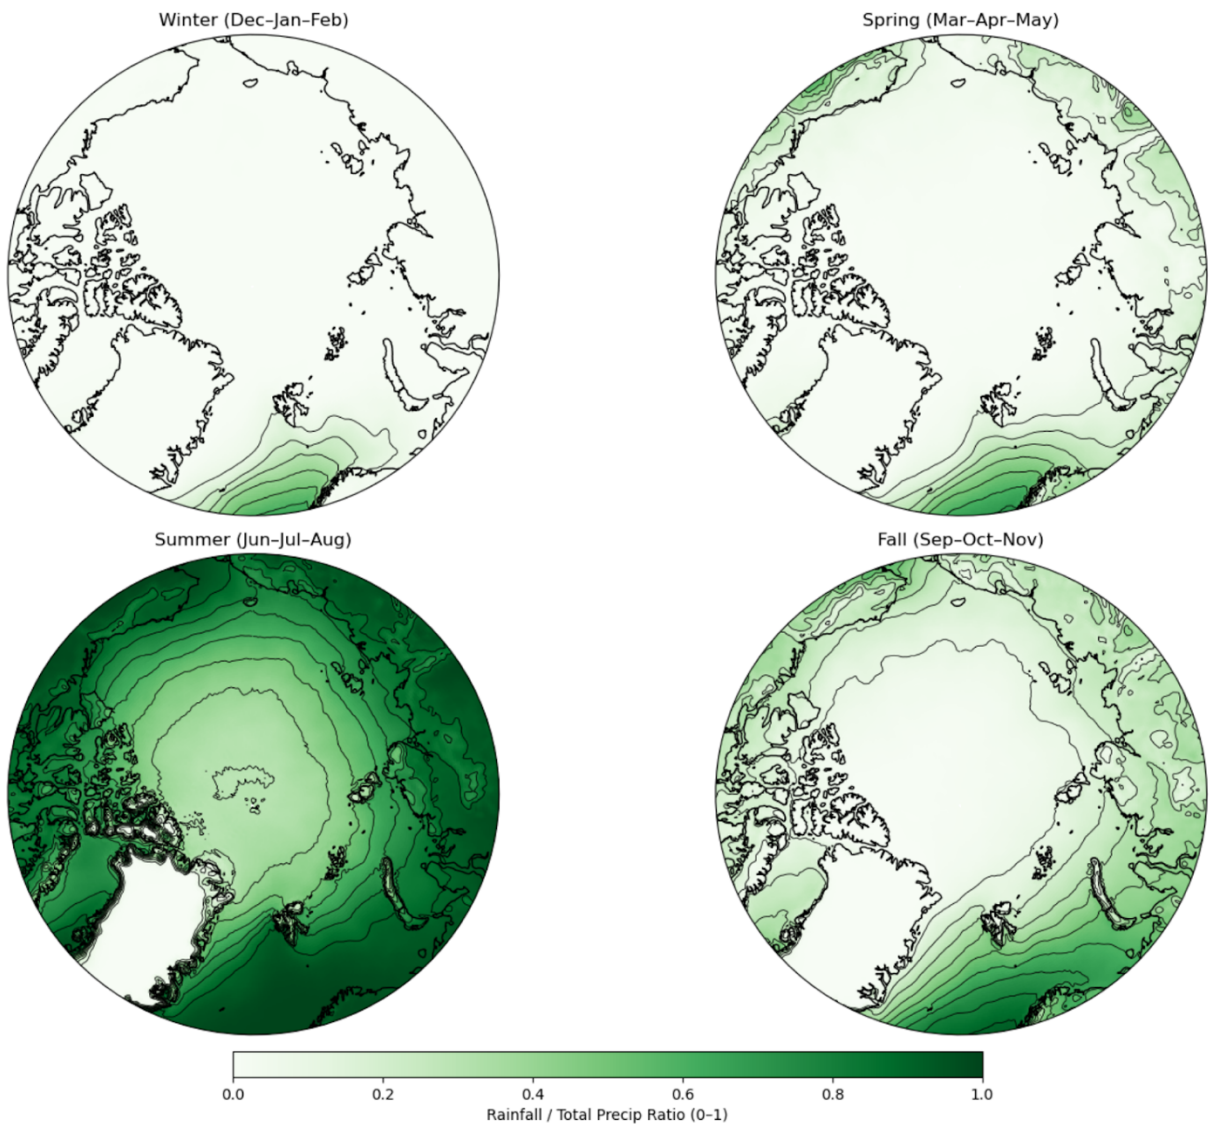 Winter (Dec–Jan–Feb)
Spring (Mar–Apr–May)
Summer (Jun–Jul–Aug)
Fall (Sep–Oct–Nov)
0.0 0.2 0.4 0.6 0.8 1.0
Rainfall / Total Precip Ratio (0–1)